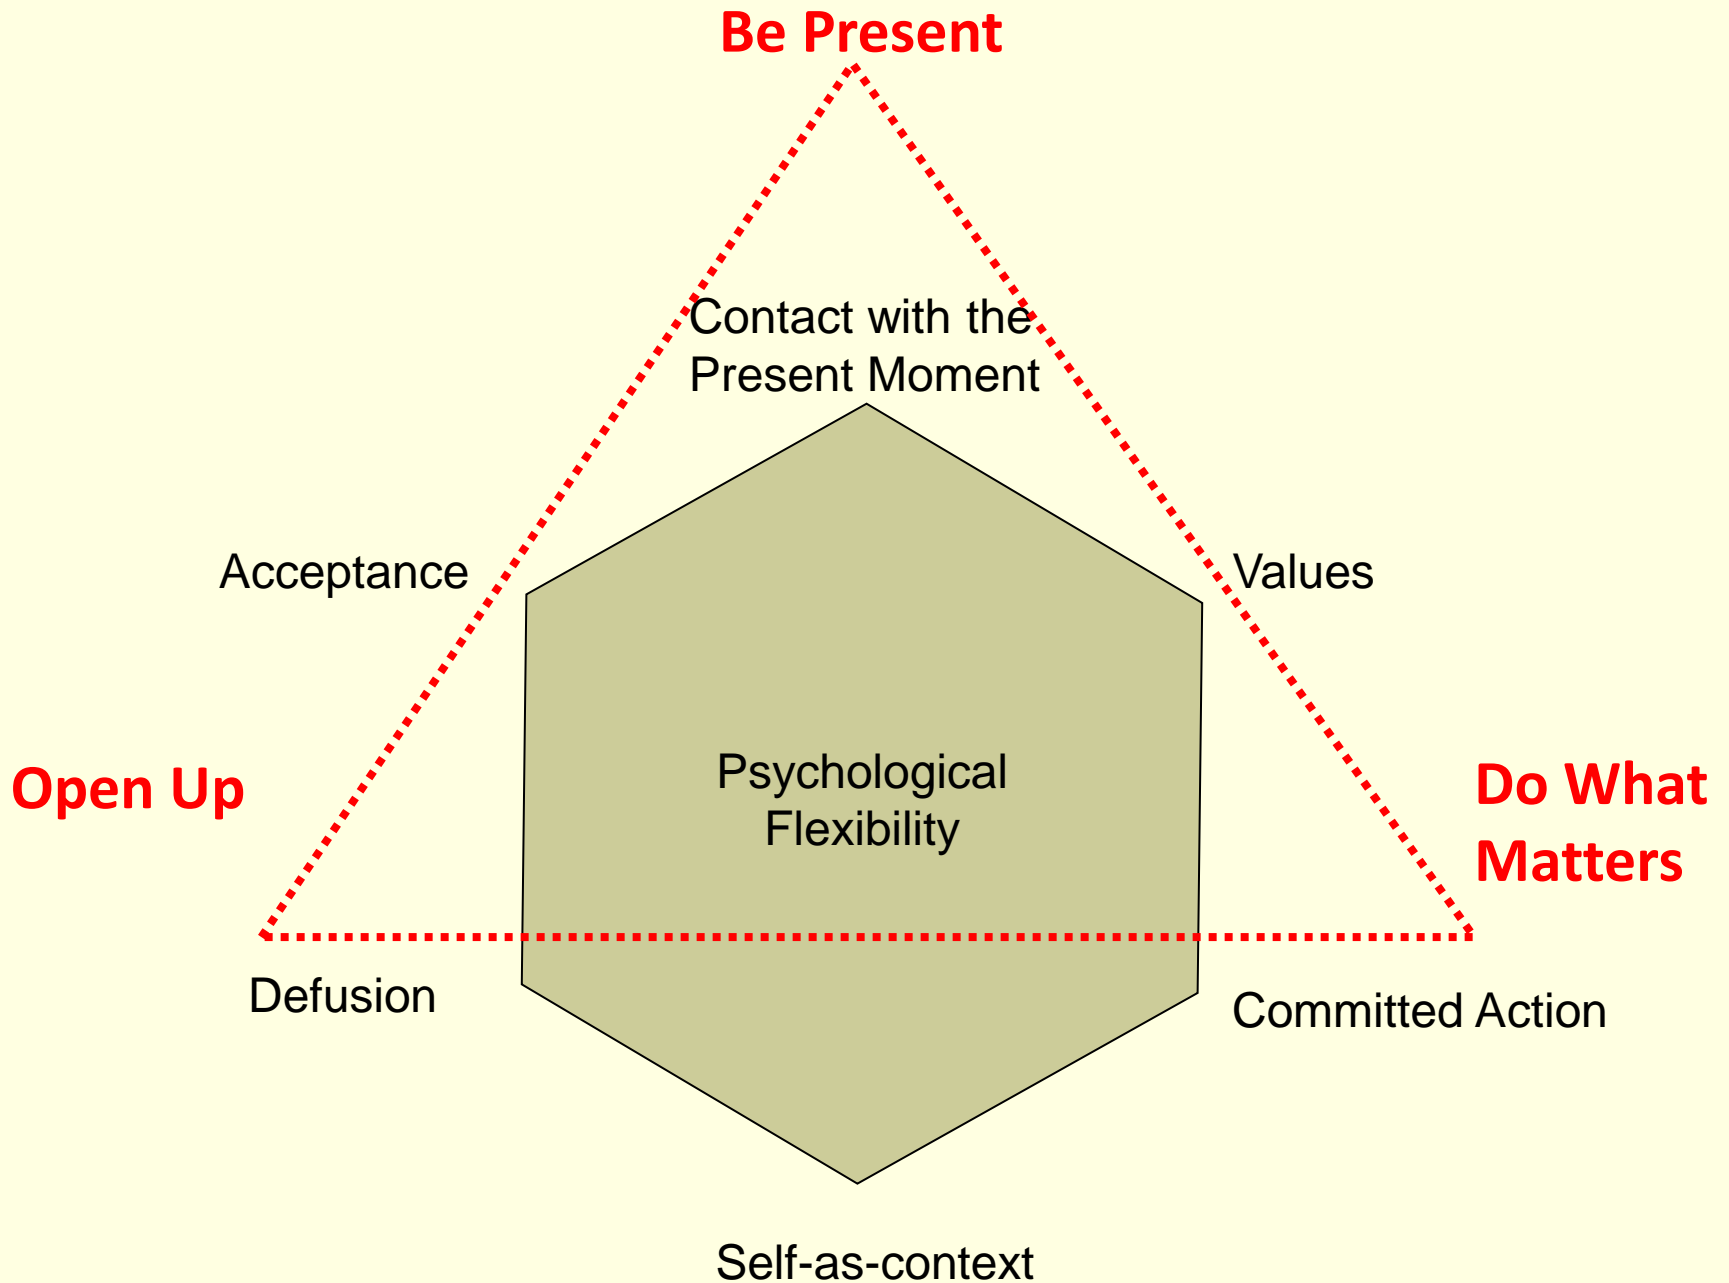 Be Present
Contact with the
Present Moment
Acceptance
Values
Open Up
Psychological
Flexibility
Do What
Matters
Defusion
Committed Action
Self-as-context